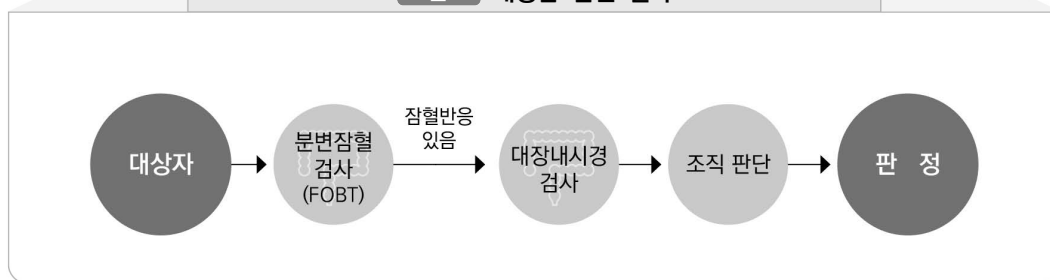 대상자
분변잠혈
검사
(FOBT)
잠혈반응
있음
대장내시경
검사
조직 판단
판 정